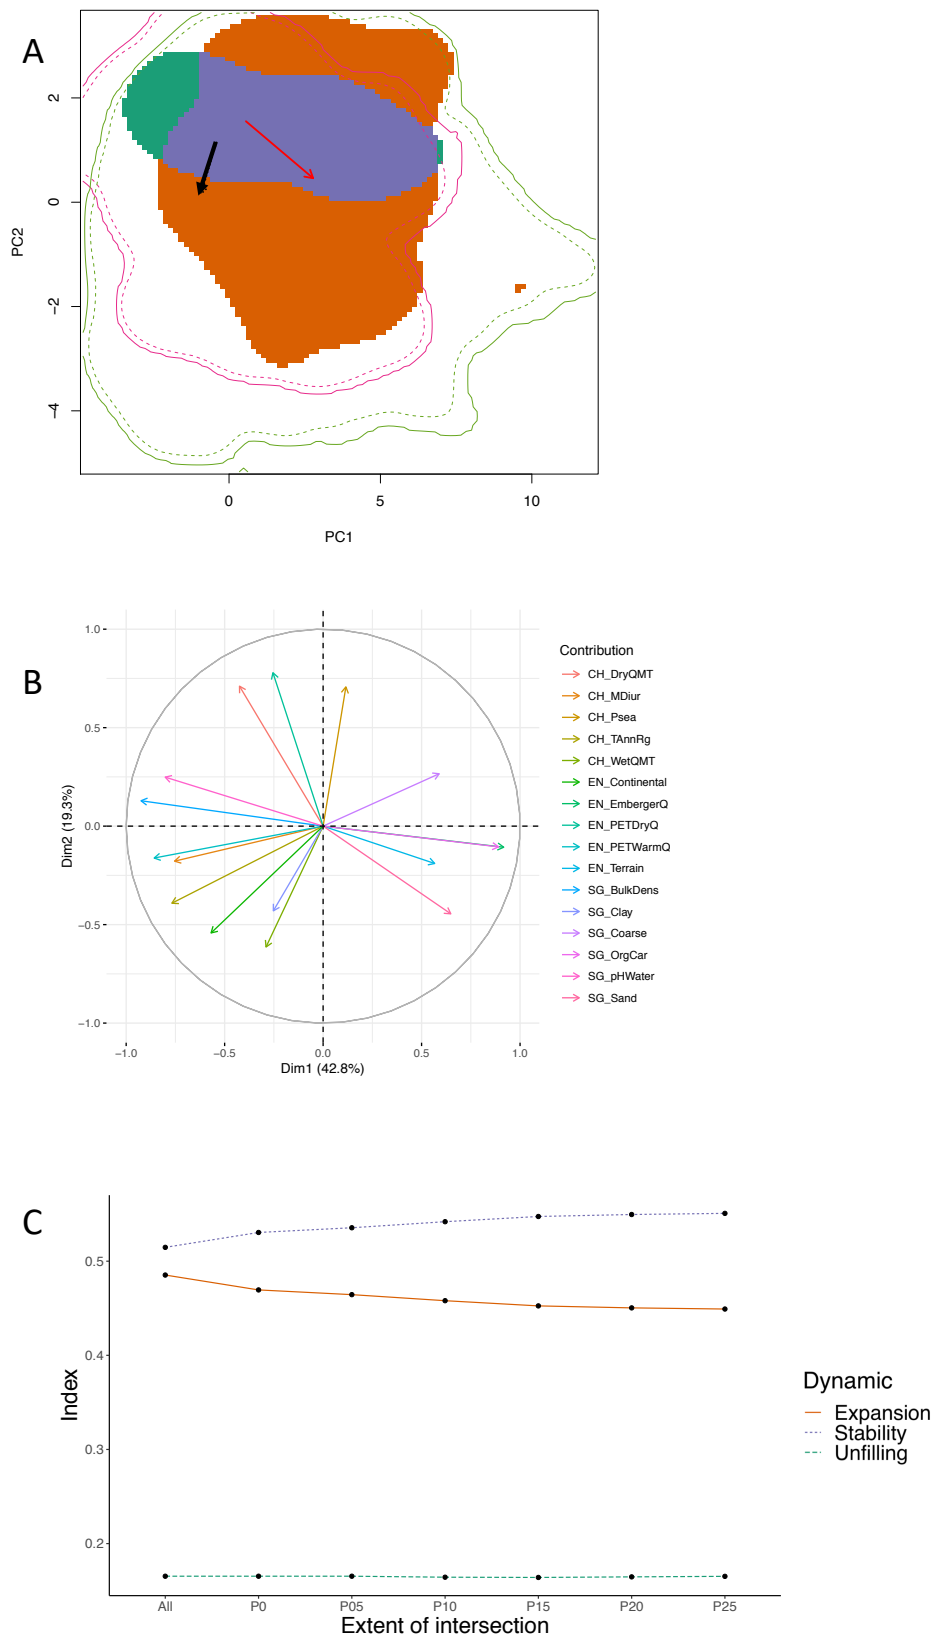 A
2
0
−2
−4
PC2
0 5 10
PC1
B
1.0
0.5
0.0
−0.5
−1.0
Dim2 (19.3%)
−1.0 −0.5 0.0 0.5 1.0
Dim1 (42.8%)
Contribution
CH_DryQMT
CH_MDiur
CH_Psea
CH_TAnnRg
CH_WetQMT
EN_Continental
EN_EmbergerQ
EN_PETDryQ
EN_PETWarmQ
EN_Terrain
SG_BulkDens
SG_Clay
SG_Coarse
SG_OrgCar
SG_pHWater
SG_Sand
C
0.5
0.4
0.3
0.2
Index
All P0 P05 P10 P15 P20 P25
Extent of intersection
Dynamic
Expansion
Stability
Unfilling